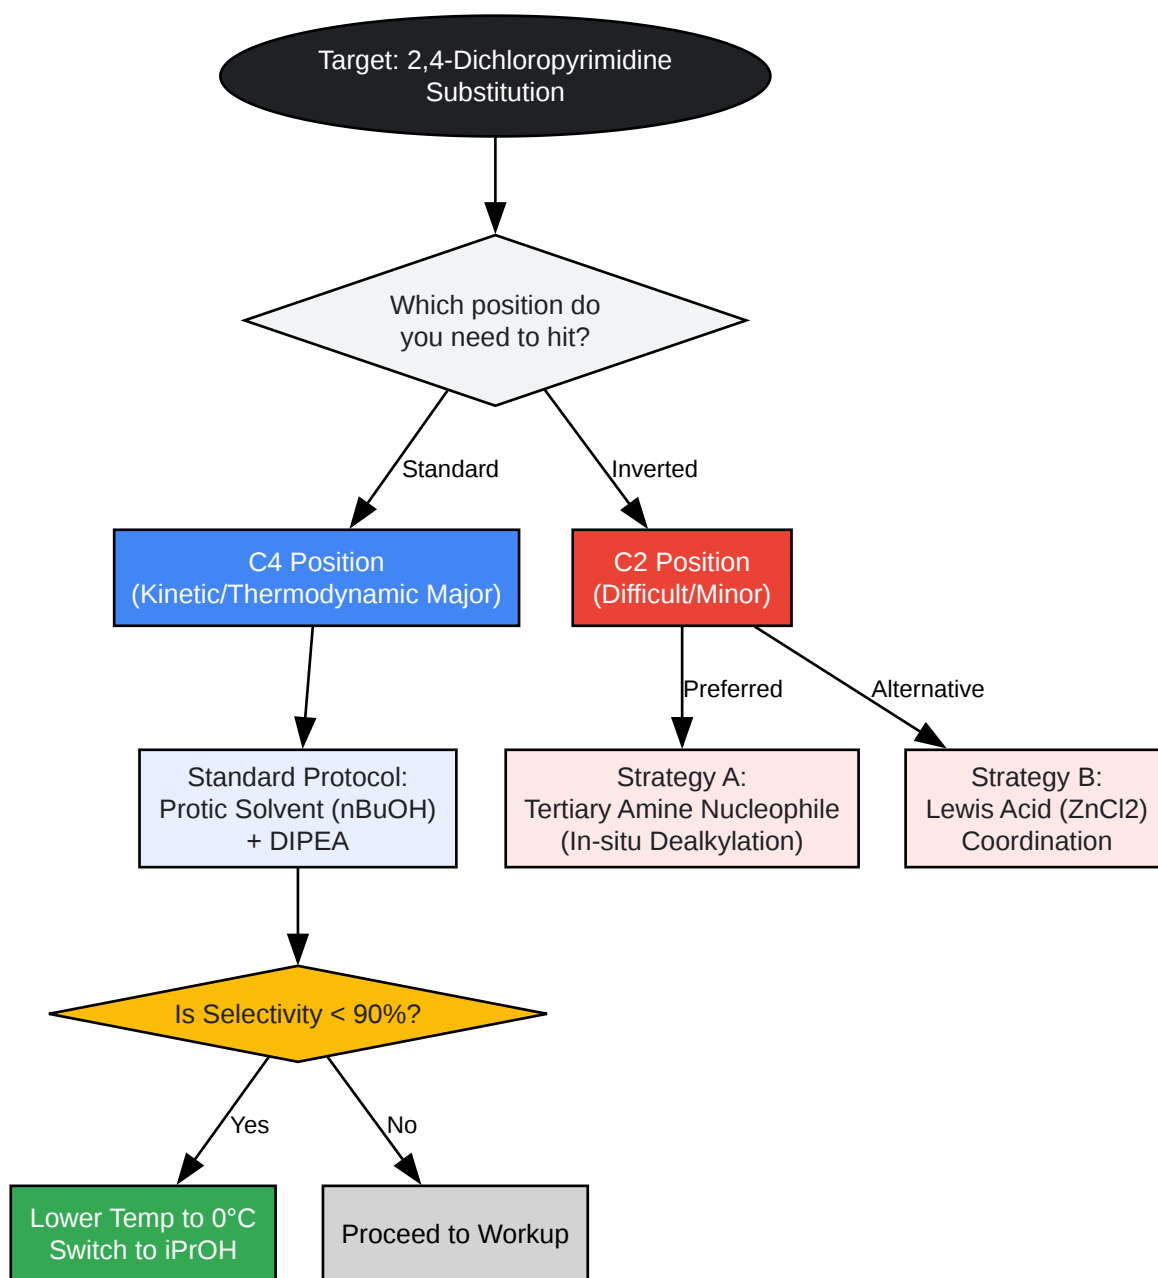 Target: 2,4-Dichloropyrimidine
Substitution
Which position do
you need to hit?
Standard
Inverted
C4 Position
(Kinetic/Thermodynamic Major)
C2 Position
(Difficult/Minor)
Preferred
Alternative
Standard Protocol:
Protic Solvent (nBuOH)
+ DIPEA
Strategy A:
Tertiary Amine Nucleophile
(In-situ Dealkylation)
Strategy B:
Lewis Acid (ZnCl2)
Coordination
Is Selectivity < 90%?
Yes
No
Lower Temp to 0°C
Switch to iPrOH
Proceed to Workup